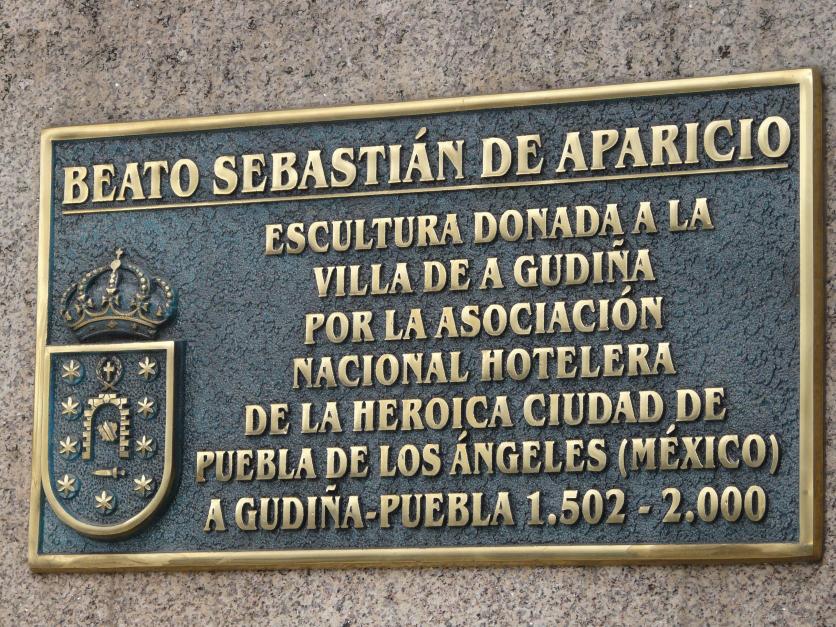 BEATO SEBASTIÁN DE APARICIO
ESCULTURA DONADA A LA
VILLA DE A GUDIÑA
POR LA ASOCIACIÓN
NACIONAL HOTELERA
DE LA HEROICA CIUDAD DE
PUEBLA DE LOS ÁNGELES (MÉXICO)
A GUDIÑA-PUEBLA 1.502 - 2.000